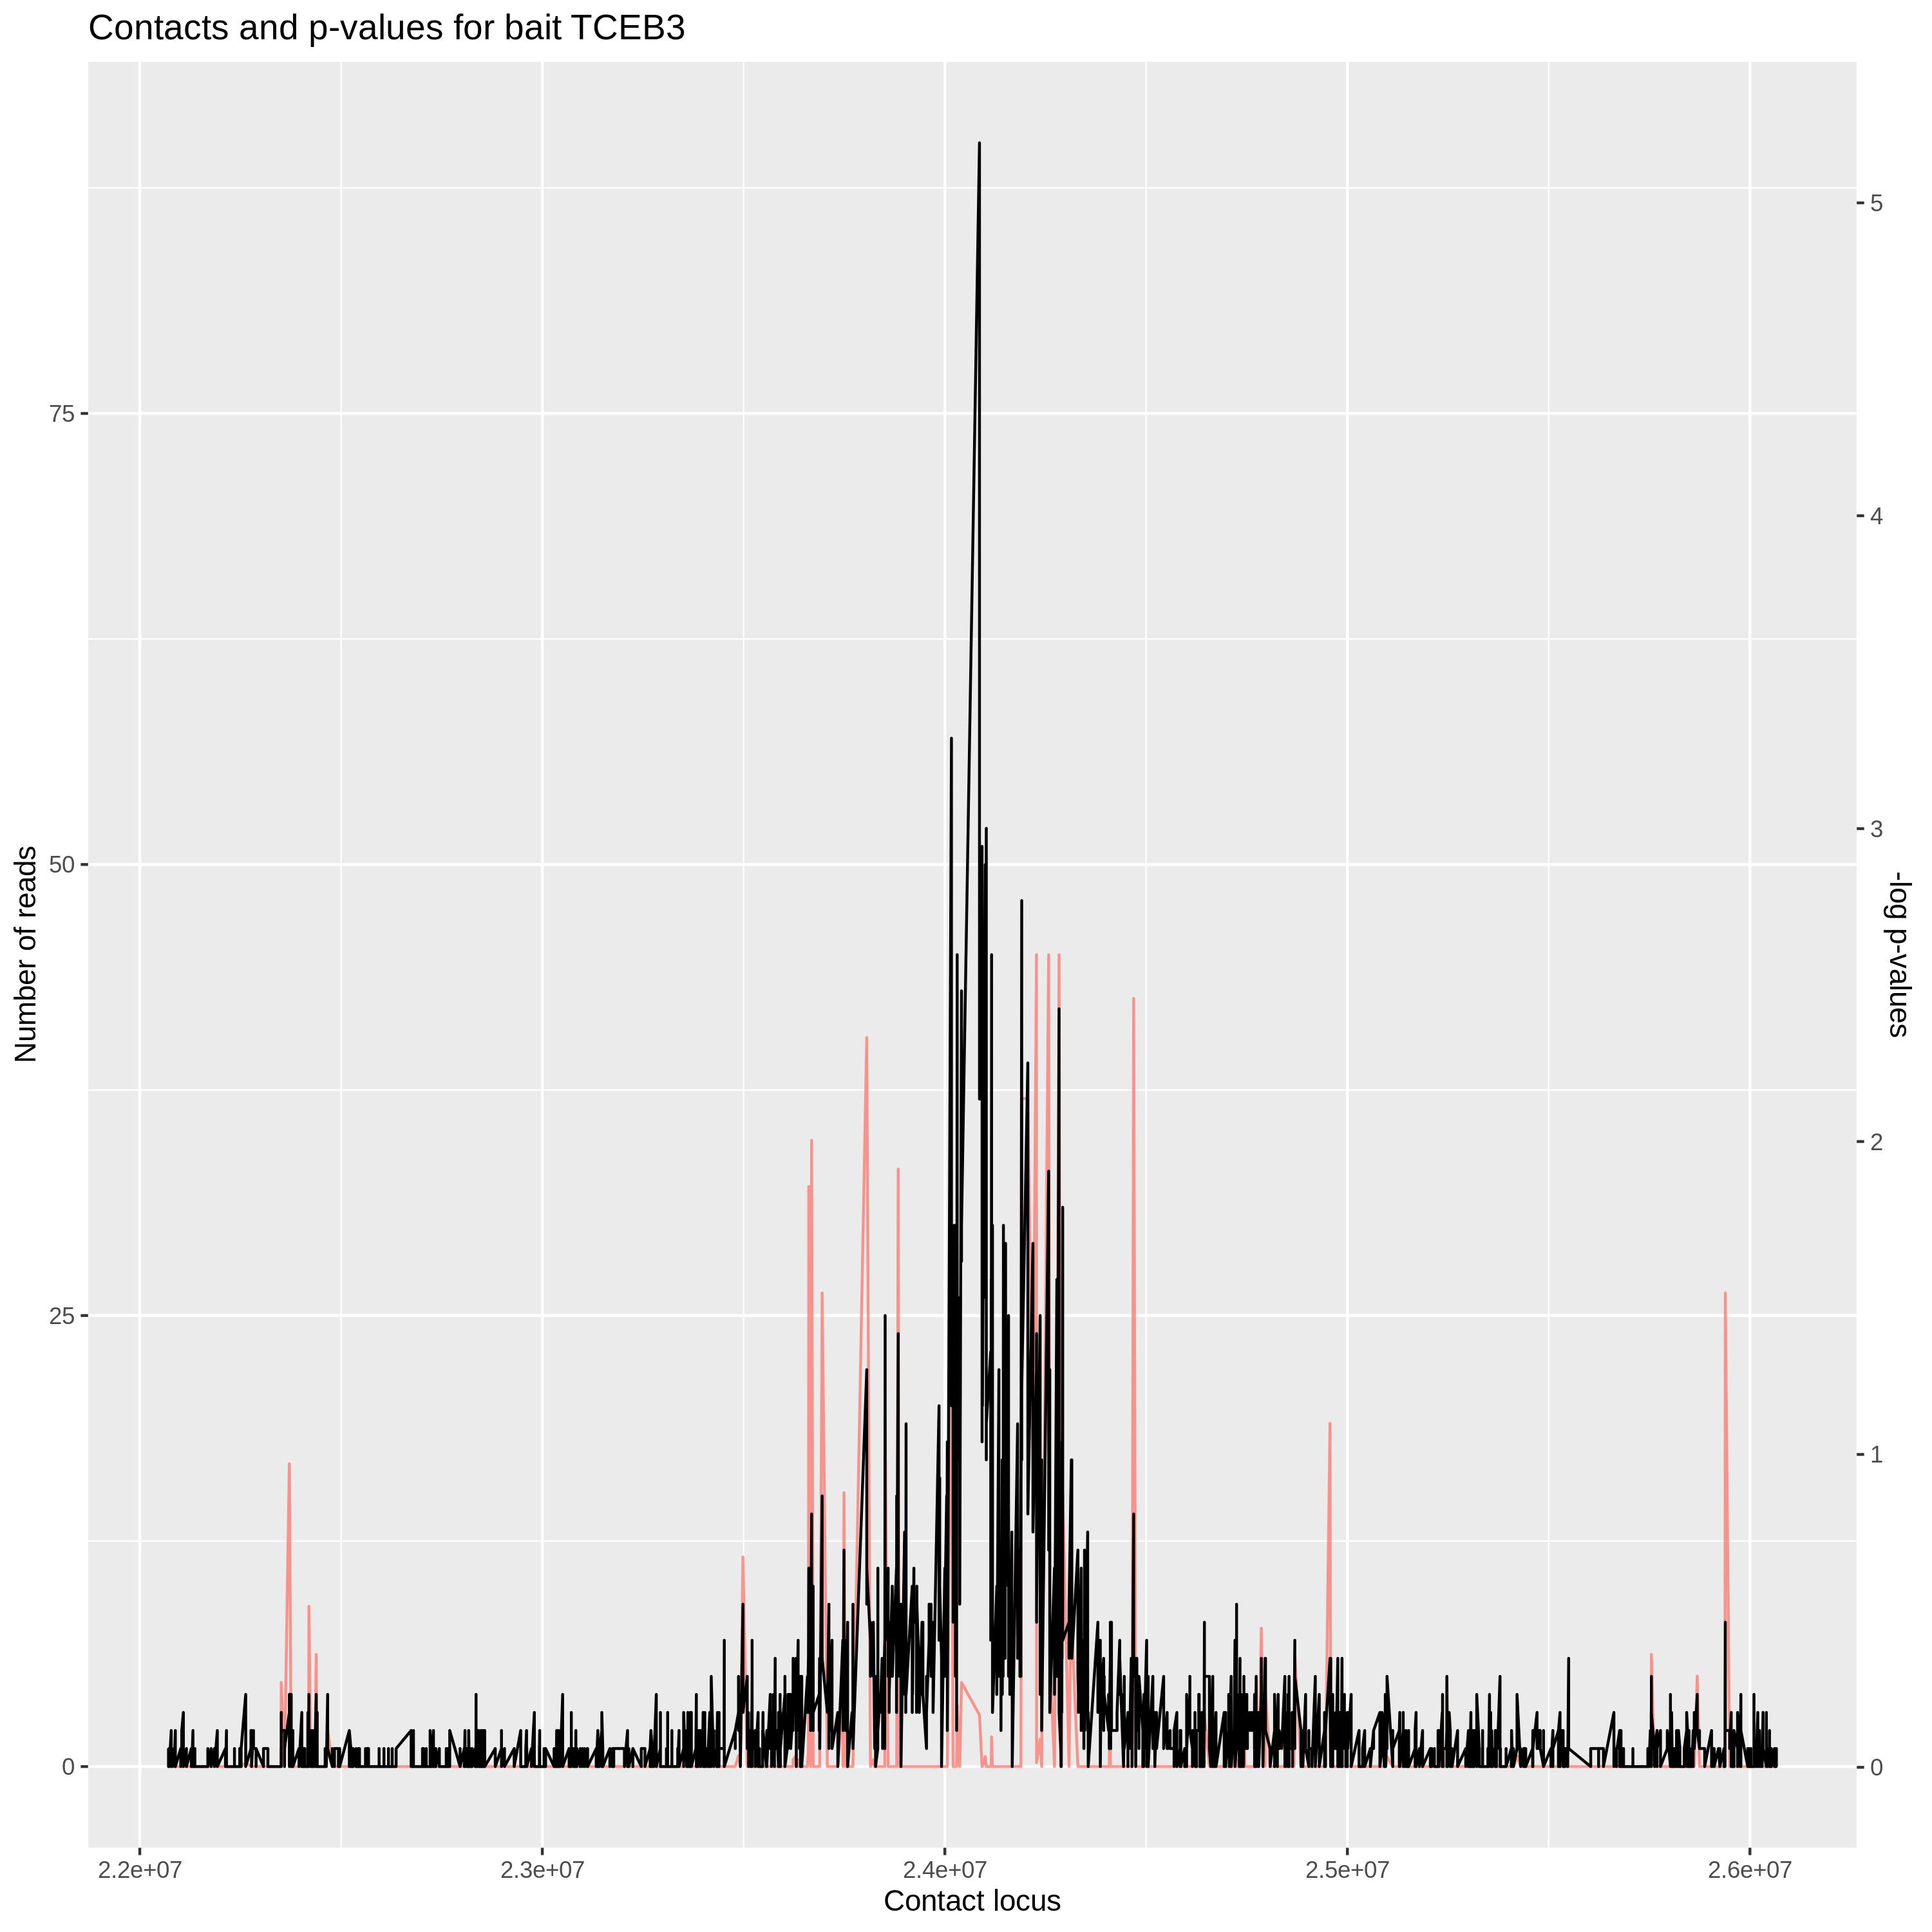 Contacts and p-values for bait TCEB3
Number of reads
75
50
25
0
5
4
3
2
1
0
-log p-values
2.2e+07 2.3e+07 2.4e+07 2.5e+07 2.6e+07
Contact locus